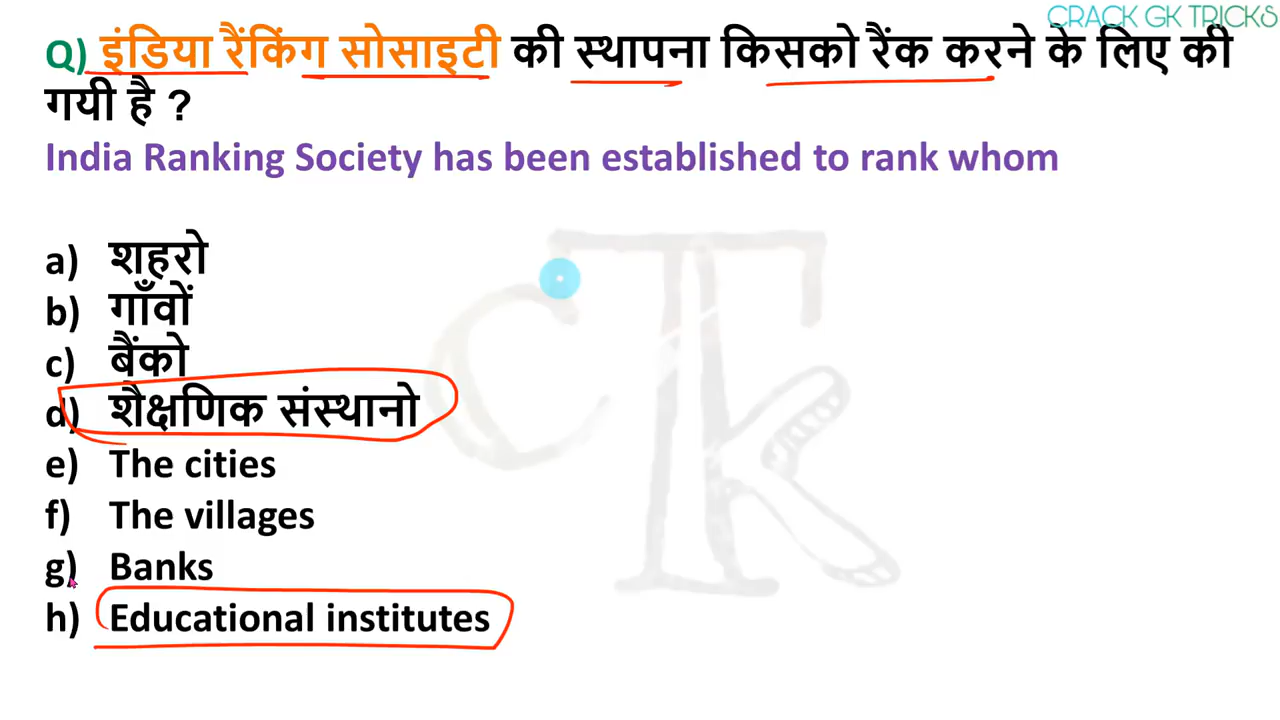 CRACK GK TRICKS
Q) इंडिया रैंकिंग सोसाइटी की स्थापना किसको रैंक करने के लिए की
गयी है ?
India Ranking Society has been established to rank whom
a) शहरो
b) गाँवों
c) बैंको
d) शैक्षणिक संस्थानो
e) The cities
f) The villages
g) Banks
h) Educational institutes